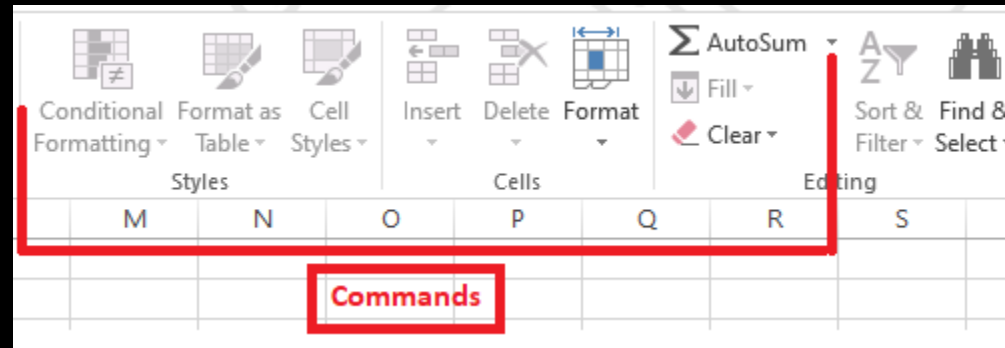 Conditional Formatting
Format as Table
Cell Styles
Insert
Delete
Format
AutoSum
Fill
Clear
A
Z
Sort & Filter
Find & Select
Styles
Cells
Editing
M N O P Q R S
Commands